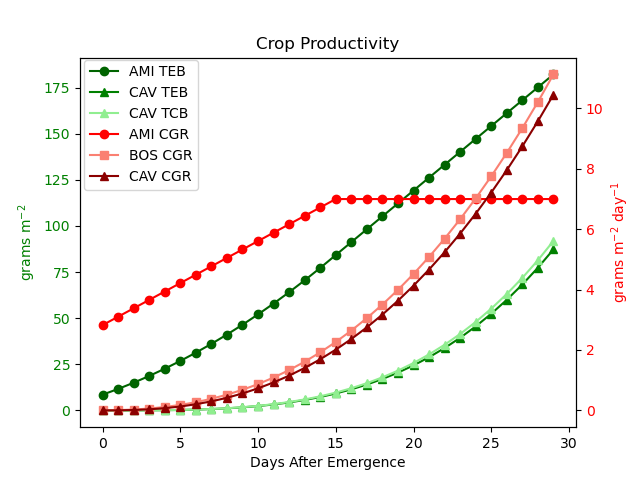 Crop Productivity
AMI TEB
CAV TEB
CAV TCB
AMI CGR
BOS CGR
CAV CGR
175
150
125
100
75
50
25
0
grams m⁻²
10
8
6
4
2
0
grams m⁻² day⁻¹
0 5 10 15 20 25 30
Days After Emergence